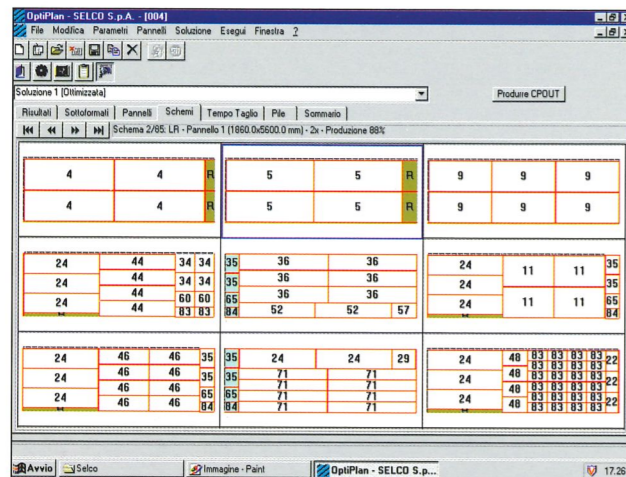 OptiPlan - SELCO S.p.A. - [004]
File Modifica Parametri Pannelli Soluzione Esegui Finestra ?
Soluzione 1 [Ottimizzata]
Produrre CPOUT
Risultati Sottoformati Pannelli Schemi Tempo Taglio Pile Sommario
Schema 2/85: LR - Pannello 1 (1860.0x5600.0 mm) - 2x - Produzione 88%
4 4 R 5 5 R 9 9 9
4 4 R 5 5 R 9 9 9
24 44 34 34 35 36 36 24 11 11 35
24 44 34 34 35 36 36 24 35
44 60 60 65 36 36 11 11 65
24 44 83 83 84 52 52 57 24 84
24 46 46 35 35 24 24 29 24 48 83 83 83 83 22
24 46 46 35 35 71 71 24 48 83 83 83 83 22
46 46 65 65 71 71 48 83 83 83 83
24 46 46 84 84 71 71 24 48 83 83 83 83 22
71 71
Avvio Selco Immagine - Paint OptiPlan - SELCO S.p... 17.26